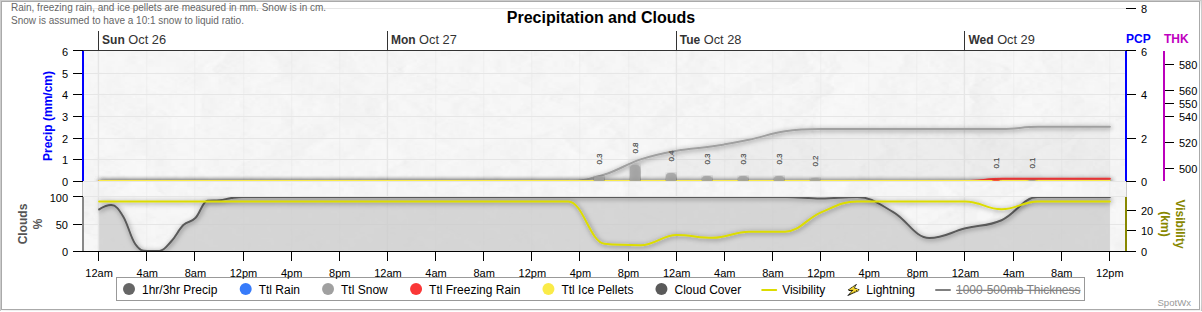 Rain, freezing rain, and ice pellets are measured in mm. Snow is in cm.
Snow is assumed to have a 10:1 snow to liquid ratio.
Precipitation and Clouds
8
Sun Oct 26 Mon Oct 27 Tue Oct 28 Wed Oct 29 PCP THK
6 6
5 580
4 4 560
550
3 540
2 2 520
1 500
0 0
Precip (mm/cm)
0.3 0.8 0.4 0.3 0.3 0.3 0.2 0.1 0.1
100
50 20
10
0 0
Clouds
%
Visibility
(km)
12am 4am 8am 12pm 4pm 8pm 12am 4am 8am 12pm 4pm 8pm 12am 4am 8am 12pm 4pm 8pm 12am 4am 8am 12pm
1hr/3hr Precip Ttl Rain Ttl Snow Ttl Freezing Rain Ttl Ice Pellets Cloud Cover Visibility Lightning 1000-500mb Thickness
SpotWx